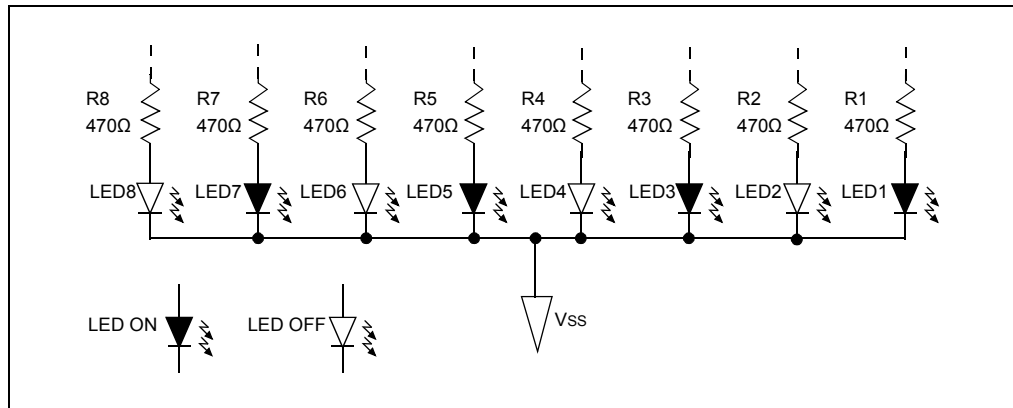 R8 R7 R6 R5 R4 R3 R2 R1
470Ω 470Ω 470Ω 470Ω 470Ω 470Ω 470Ω 470Ω
LED8 LED7 LED6 LED5 LED4 LED3 LED2 LED1
LED ON LED OFF VSS